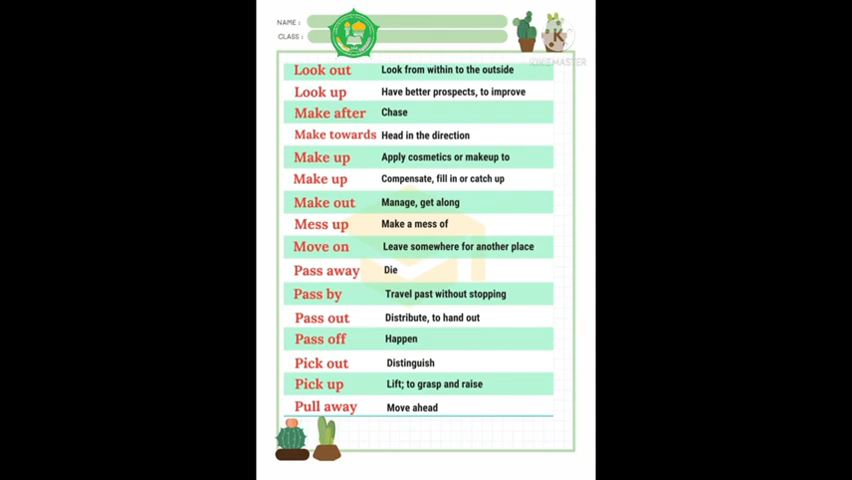 NAME :
CLASS :
K
KINEMASTER
Look out Look from within to the outside
Look up Have better prospects, to improve
Make after Chase
Make towards Head in the direction
Make up Apply cosmetics or makeup to
Make up Compensate, fill in or catch up
Make out Manage, get along
Mess up Make a mess of
Move on Leave somewhere for another place
Pass away Die
Pass by Travel past without stopping
Pass out Distribute, to hand out
Pass off Happen
Pick out Distinguish
Pick up Lift; to grasp and raise
Pull away Move ahead